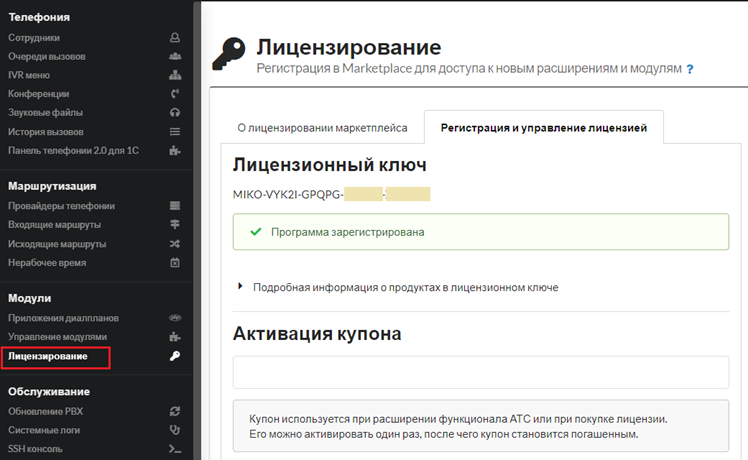 Телефония
Сотрудники
Очереди вызовов
IVR меню
Конференции
Звуковые файлы
История вызовов
Панель телефонии 2.0 для 1С
Маршрутизация
Провайдеры телефонии
Входящие маршруты
Исходящие маршруты
Нерабочее время
Модули
Приложения диалпланов
Управление модулями
Лицензирование
Обслуживание
Обновление PBX
Системные логи
SSH консоль
Лицензирование
Регистрация в Marketplace для доступа к новым расширениям и модулям ?
О лицензировании маркетплейса
Регистрация и управление лицензией
Лицензионный ключ
MIKO-VYK2I-GPQPG- -
Программа зарегистрирована
Подробная информация о продуктах в лицензионном ключе
Активация купона
Купон используется при расширении функционала АТС или при покупке лицензии.
Его можно активировать один раз, после чего купон становится погашенным.